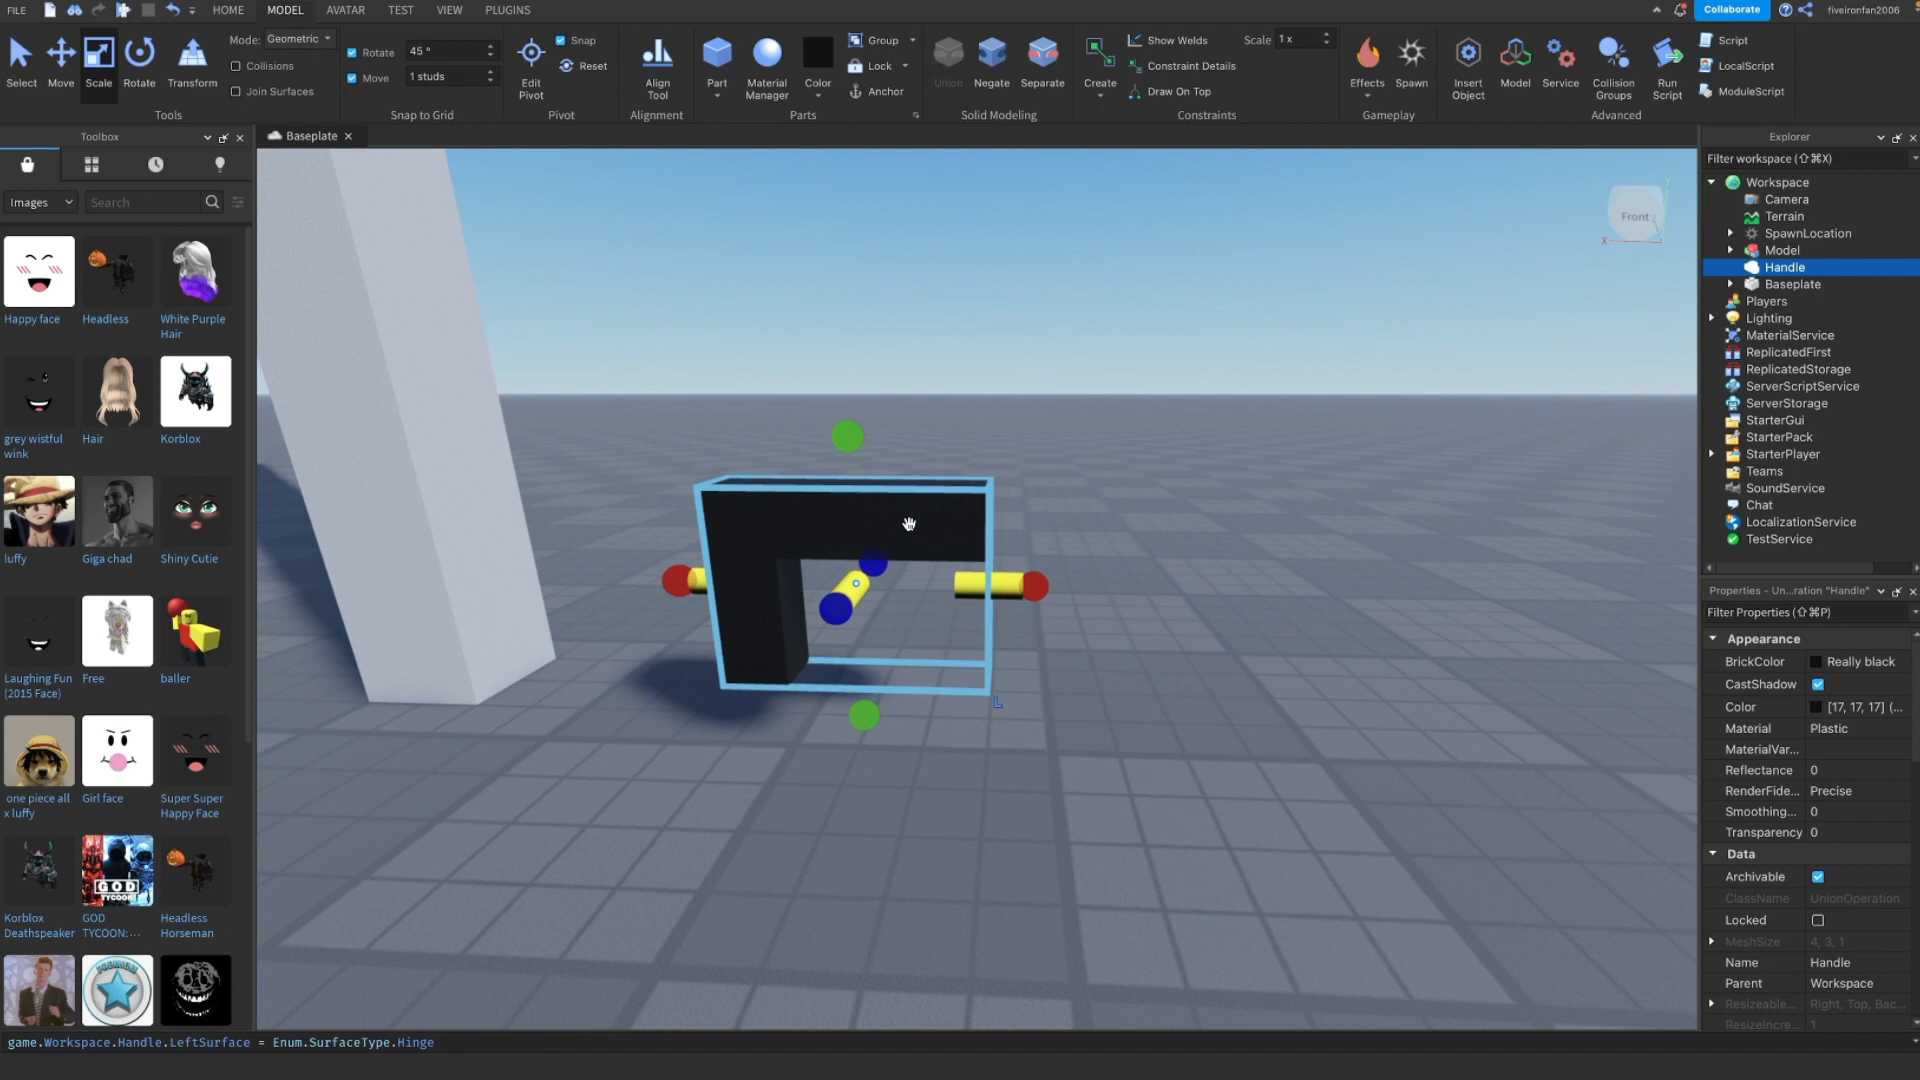 FILE
HOME
MODEL
AVATAR
TEST
VIEW
PLUGINS
Collaborate
fiveironfan2006
Select
Move
Scale
Rotate
Transform
Mode: Geometric
Collisions
Join Surfaces
Tools
Rotate 45 °
Move 1 studs
Snap to Grid
Edit Pivot
Snap
Reset
Pivot
Align Tool
Alignment
Part
Material Manager
Color
Group
Lock
Anchor
Parts
Union
Negate
Separate
Solid Modeling
Create
Show Welds
Constraint Details
Draw On Top
Scale 1 x
Constraints
Effects
Spawn
Gameplay
Insert Object
Model
Service
Collision Groups
Run Script
Script
LocalScript
ModuleScript
Advanced
Toolbox
Images
Search
Happy face
Headless
White Purple Hair
grey wistful wink
Hair
Korblox
luffy
Giga chad
Shiny Cutie
Laughing Fun (2015 Face)
Free
baller
one piece all x luffy
Girl face
Super Super Happy Face
Korblox Deathspeaker
GOD TYCOON
GOD TYCOON:...
Headless Horseman
PREMIUM
Baseplate
Front
Y
Z
X
L
Explorer
Filter workspace (⇧⌘X)
Workspace
Camera
Terrain
SpawnLocation
Model
Handle
Baseplate
Players
Lighting
MaterialService
ReplicatedFirst
ReplicatedStorage
ServerScriptService
ServerStorage
StarterGui
StarterPack
StarterPlayer
Teams
SoundService
Chat
LocalizationService
TestService
Properties - Un...ration "Handle"
Filter Properties (⇧⌘P)
Appearance
BrickColor Really black
CastShadow
Color [17, 17, 17] (...
Material Plastic
MaterialVar...
Reflectance 0
RenderFide... Precise
Smoothing... 0
Transparency 0
Data
Archivable
ClassName UnionOperation
Locked
MeshSize 4, 3, 1
Name Handle
Parent Workspace
Resizeable... Right, Top, Bac...
ResizeIncre... 1
game.Workspace.Handle.LeftSurface = Enum.SurfaceType.Hinge